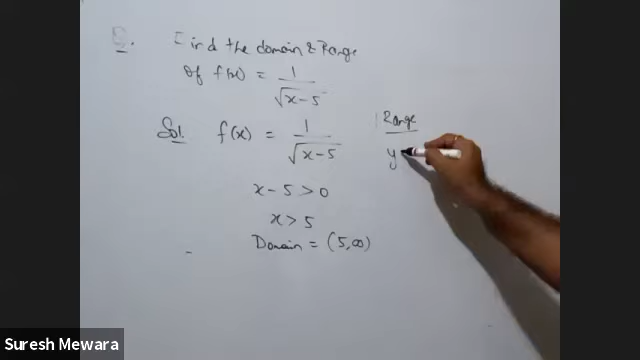 Q. Find the domain & Range
of f(x) = 1/√(x-5)
Sol. f(x) = 1/√(x-5)
x - 5 > 0
x > 5
Domain = (5, ∞)
Range
y
Suresh Mewara